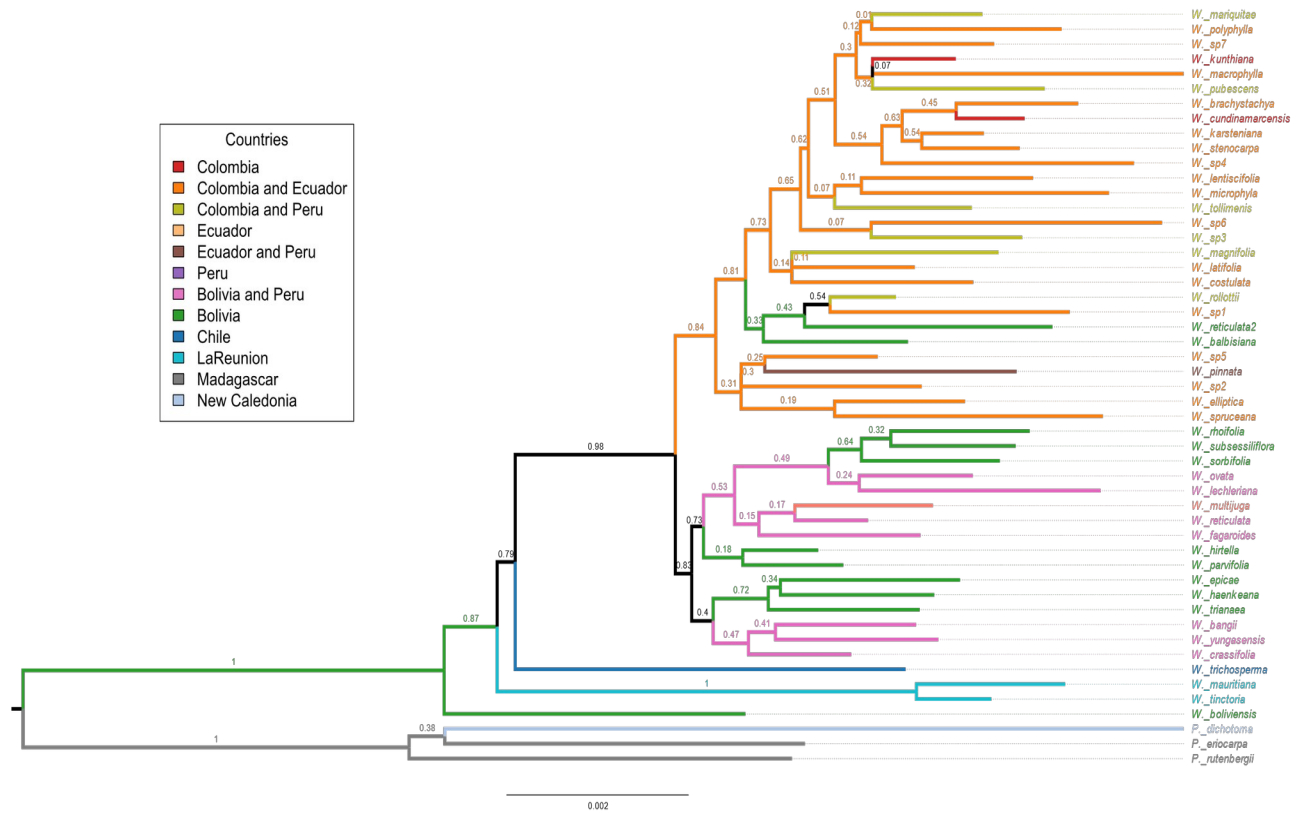 Countries
Colombia
Colombia and Ecuador
Colombia and Peru
Ecuador
Ecuador and Peru
Peru
Bolivia and Peru
Bolivia
Chile
LaReunion
Madagascar
New Caledonia
W._mariquitae
W._polyphylla
W._sp7
W._kunthiana
W._macrophylla
W._pubescens
W._brachystachya
W._cundinamarcensis
W._karsteniana
W._stenocarpa
W._sp4
W._lentiscifolia
W._microphyla
W._tollimenis
W._sp6
W._sp3
W._magnifolia
W._latifolia
W._costulata
W._rollottii
W._sp1
W._reticulata2
W._balbisiana
W._sp5
W._pinnata
W._sp2
W._elliptica
W._spruceana
W._rhoifolia
W._subsessiliflora
W._sorbifolia
W._ovata
W._lechleriana
W._multijuga
W._reticulata
W._fagaroides
W._hirtella
W._parvifolia
W._epicae
W._haenkeana
W._trianaea
W._bangii
W._yungasensis
W._crassifolia
W._trichosperma
W._mauritiana
W._tinctoria
W._boliviensis
P._dichotoma
P._eriocarpa
P._rutenbergii
0.01
0.12
0.3
0.07
0.32
0.51
0.45
0.63
0.54
0.54
0.62
0.11
0.07
0.65
0.07
0.73
0.11
0.14
0.81
0.54
0.43
0.33
0.84
0.25
0.3
0.31
0.19
0.98
0.32
0.64
0.49
0.24
0.53
0.17
0.15
0.73
0.18
0.83
0.34
0.72
0.4
0.41
0.47
0.79
0.87
1
1
0.38
1
0.002